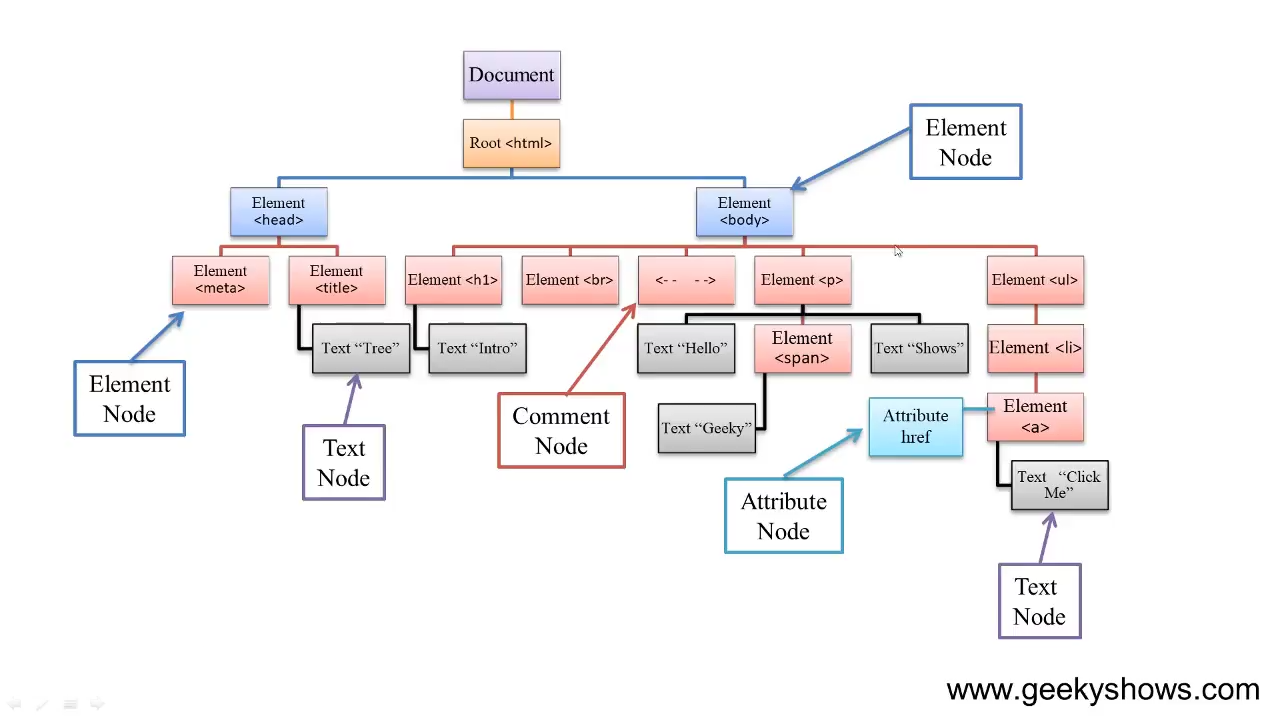 Document
Root <html>
Element
Node
Element
<head>
Element
<body>
Element
<meta>
Element
<title>
Element <h1>
Element <br>
<-- -->
Element <p>
Element <ul>
Text “Tree”
Text “Intro”
Text “Hello”
Element
<span>
Text “Shows”
Element <li>
Element
Node
Text
Node
Comment
Node
Text “Geeky”
Attribute
href
Element
<a>
Attribute
Node
Text “Click
Me”
Text
Node
www.geekyshows.com